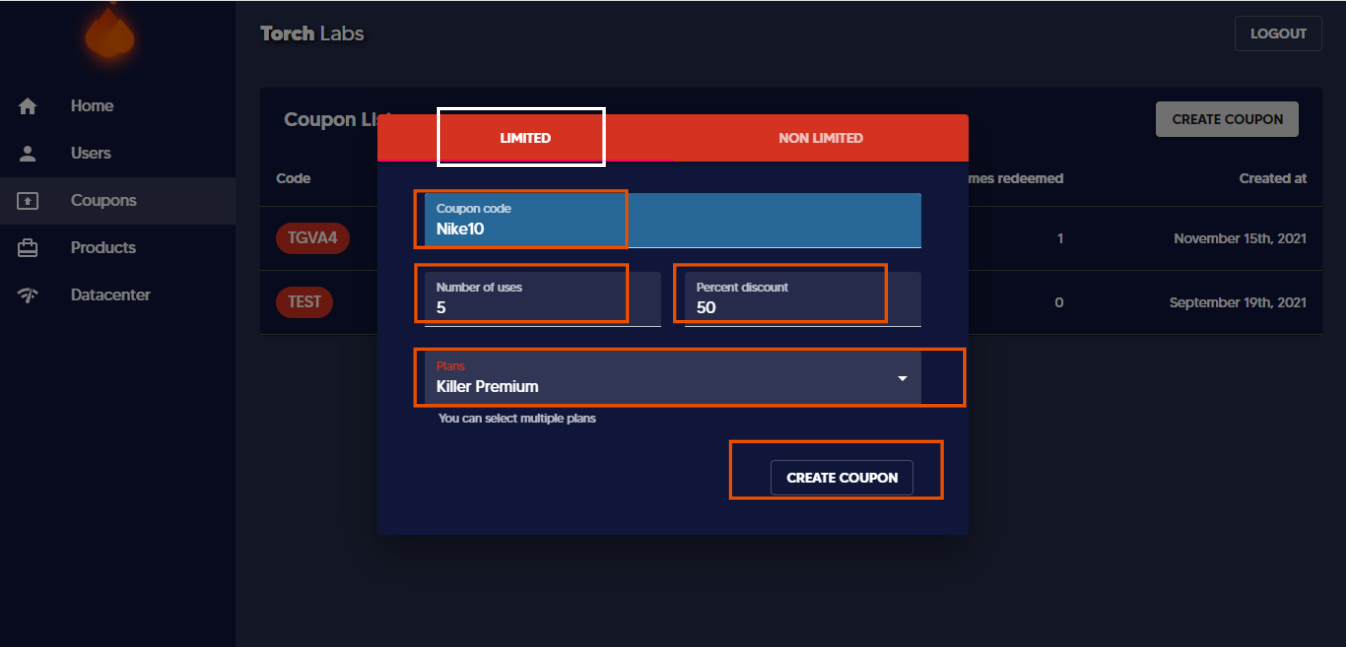 Torch Labs
LOGOUT
Home
Users
Coupons
Products
Datacenter
Coupon Li
CREATE COUPON
Code
mes redeemed
Created at
TGVA4
1
November 15th, 2021
TEST
0
September 19th, 2021
LIMITED
NON LIMITED
Coupon code
Nike10
Number of uses
5
Percent discount
50
Plans
Killer Premium
You can select multiple plans
CREATE COUPON